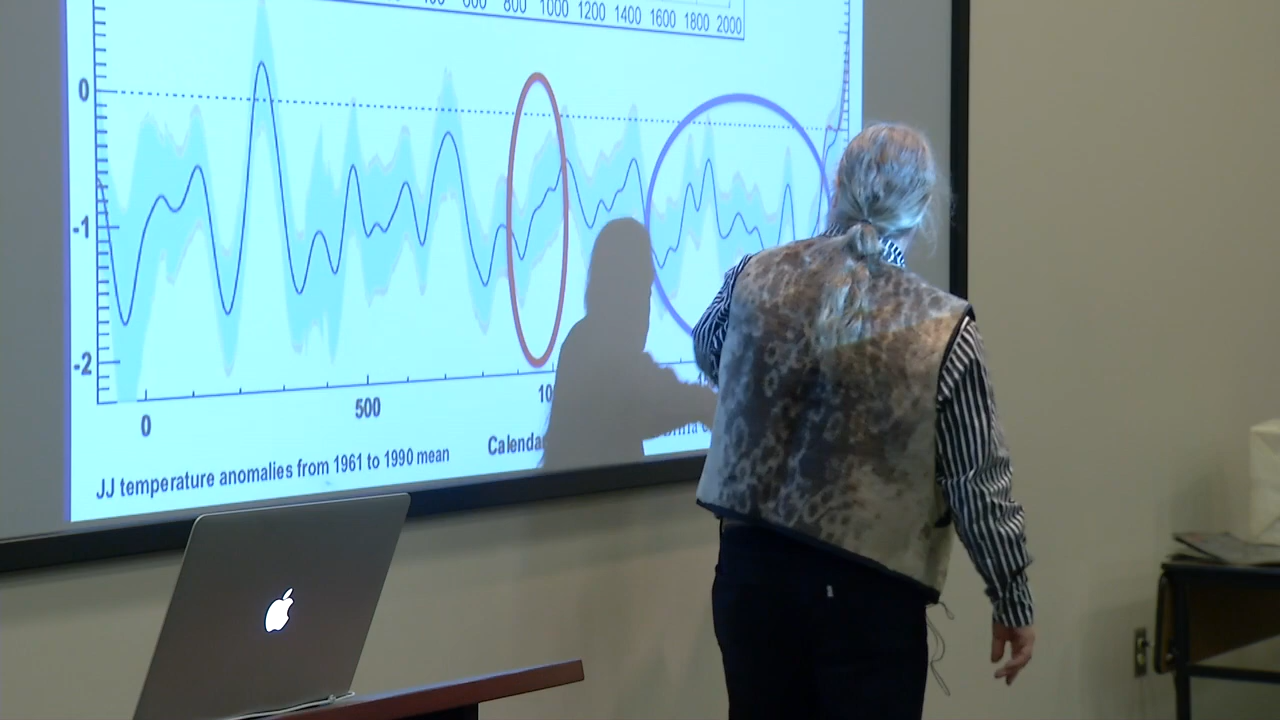 600 800 1000 1200 1400 1600 1800 2000
0
-1
-2
0 500 10
Calenda
JJ temperature anomalies from 1961 to 1990 mean